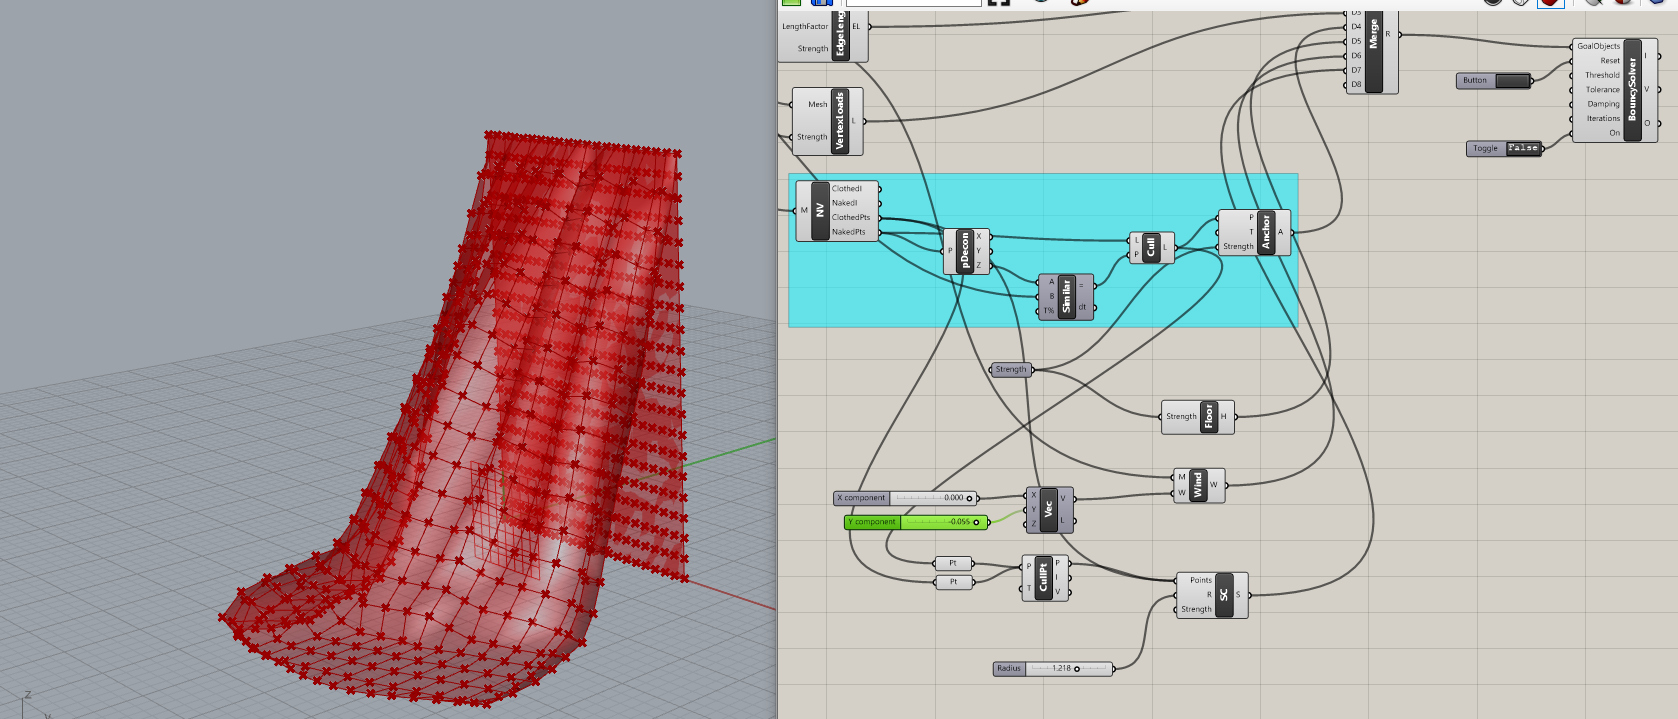 LengthFactor EL
Strength
EdgeLeng
Mesh
Strength
VertexLoads
L
M
NV
ClothedI
NakedI
ClothedPts
NakedPts
P
pDecon
X
Y
Z
A
B
T%
Similar
=
dt
L
P
Cull
L
P
T
Strength
Anchor
A
D3
D4
D5
D6
D7
D8
Merge
R
Button
Toggle False
GoalObjects
Reset
Threshold
Tolerance
Damping
Iterations
On
BouncySolver
I
V
O
Strength
Strength
Floor
H
M
W
Wind
W
X component 0.000
Y component -0.055
X
Y
Z
Vec
V
L
Pt
Pt
P
T
CullPt
P
I
V
Points
R
Strength
SC
S
Radius 1.218
z